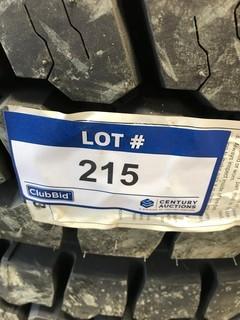 LOT #
215
ClubBid
CENTURY
AUCTIONS